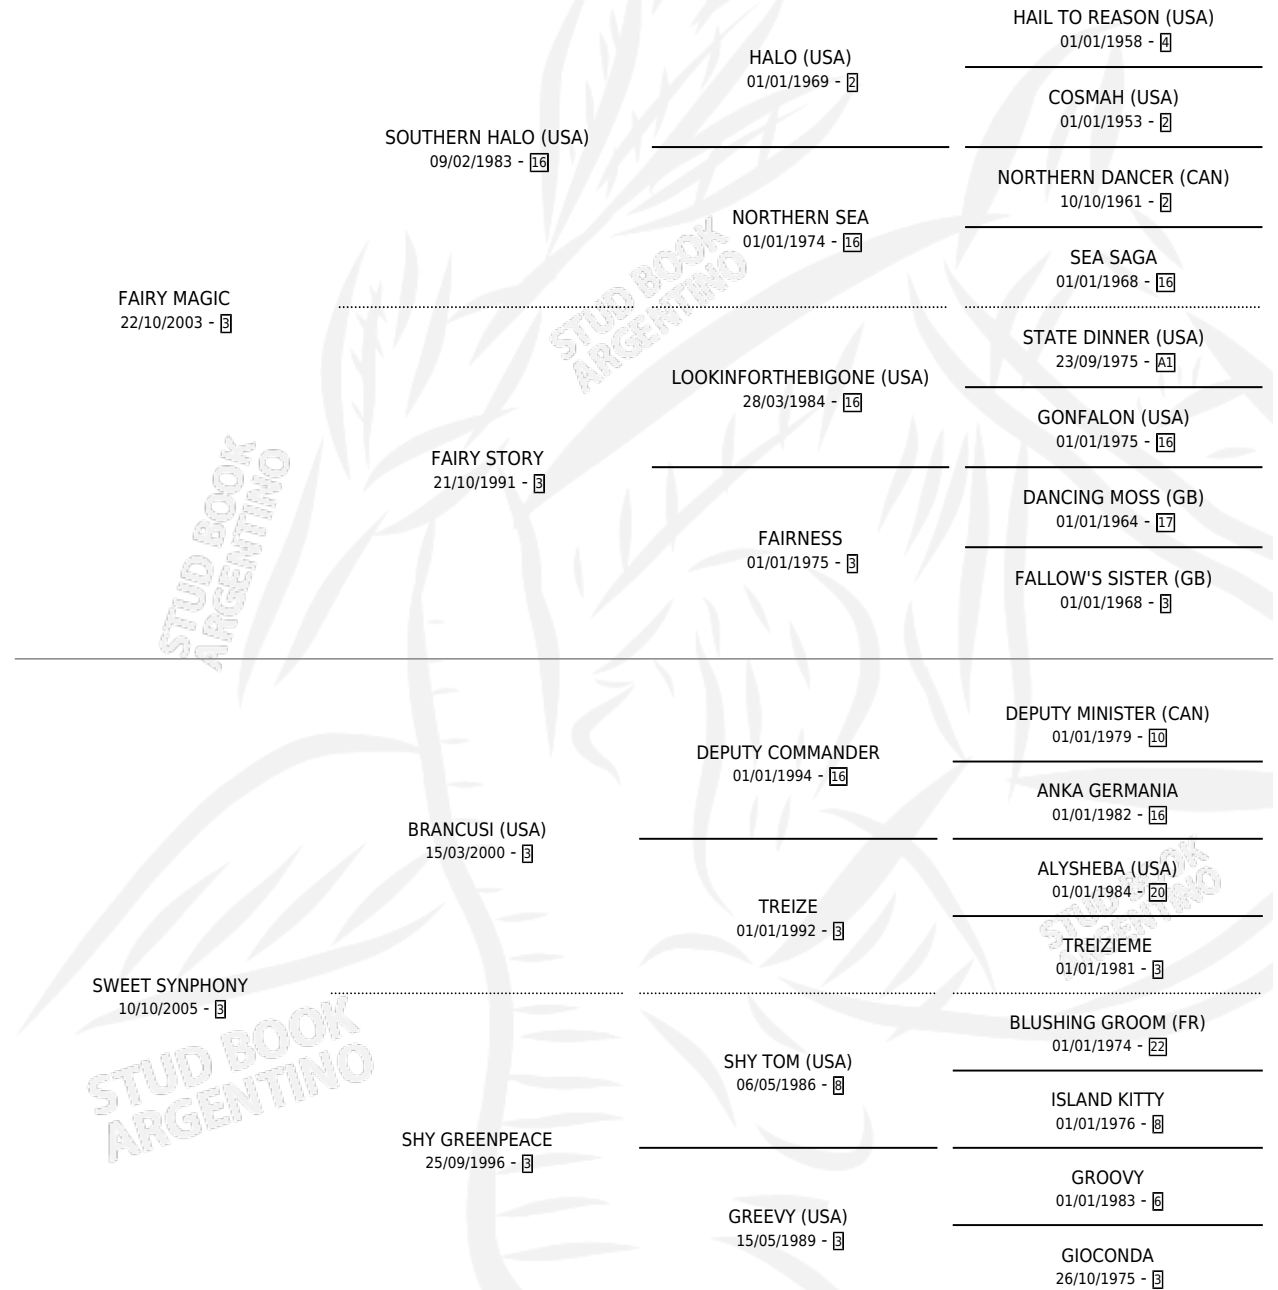 HAIL TO REASON (USA)
01/01/1958 - 4
HALO (USA)
01/01/1969 - 2
COSMAH (USA)
01/01/1953 - 2
SOUTHERN HALO (USA)
09/02/1983 - 16
NORTHERN DANCER (CAN)
10/10/1961 - 2
NORTHERN SEA
01/01/1974 - 16
SEA SAGA
01/01/1968 - 16
FAIRY MAGIC
22/10/2003 - 3
STATE DINNER (USA)
23/09/1975 - A1
LOOKINFORTHEBIGONE (USA)
28/03/1984 - 16
GONFALON (USA)
01/01/1975 - 16
FAIRY STORY
21/10/1991 - 3
DANCING MOSS (GB)
01/01/1964 - 17
FAIRNESS
01/01/1975 - 3
FALLOW'S SISTER (GB)
01/01/1968 - 3
DEPUTY MINISTER (CAN)
01/01/1979 - 10
DEPUTY COMMANDER
01/01/1994 - 16
ANKA GERMANIA
01/01/1982 - 16
BRANCUSI (USA)
15/03/2000 - 3
ALYSHEBA (USA)
01/01/1984 - 20
TREIZE
01/01/1992 - 3
TREIZIEME
01/01/1981 - 3
SWEET SYNPHONY
10/10/2005 - 3
BLUSHING GROOM (FR)
01/01/1974 - 22
SHY TOM (USA)
06/05/1986 - 8
ISLAND KITTY
01/01/1976 - 8
SHY GREENPEACE
25/09/1996 - 3
GROOVY
01/01/1983 - 6
GREEVY (USA)
15/05/1989 - 3
GIOCONDA
26/10/1975 - 3
STUD BOOK
ARGENTINO
STUD BOOK
ARGENTINO
STUD BOOK
ARGENTINO
STUD BOOK
ARGENTINO